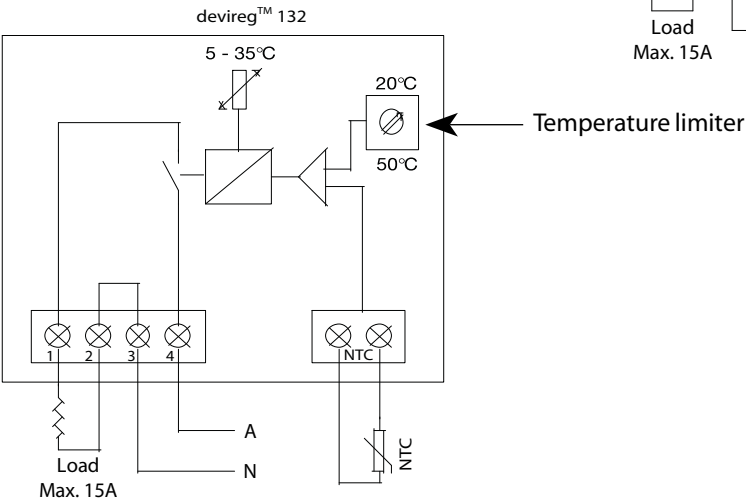 devireg™ 132
Load
Max. 15A
5 - 35°C
20°C
Temperature limiter
50°C
1 2 3 4
NTC
A
NTC
N
Load
Max. 15A